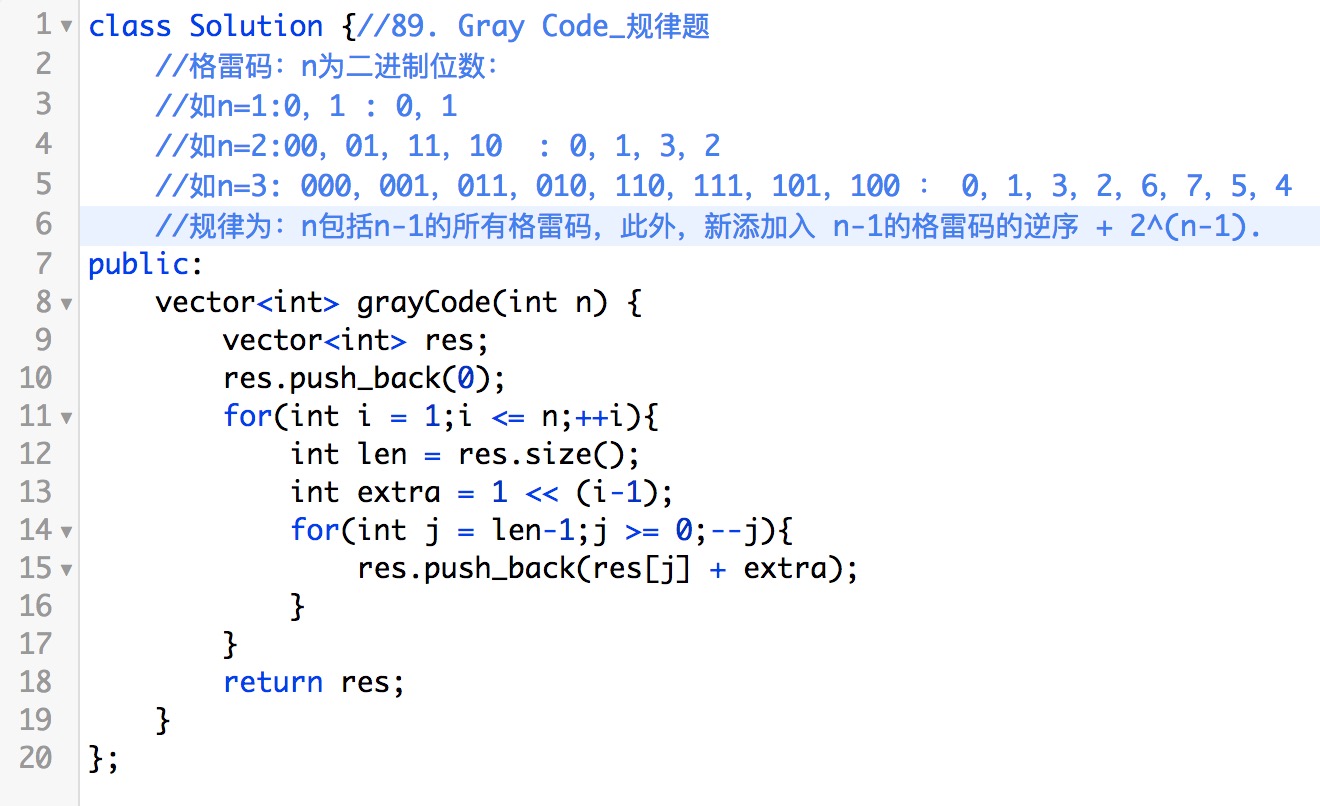 1 class Solution {//89. Gray Code_规律题
2     //格雷码：n为二进制位数：
3     //如n=1:0, 1 : 0, 1
4     //如n=2:00, 01, 11, 10  : 0, 1, 3, 2
5     //如n=3: 000, 001, 011, 010, 110, 111, 101, 100 :  0, 1, 3, 2, 6, 7, 5, 4
6     //规律为：n包括n-1的所有格雷码，此外，新添加入 n-1的格雷码的逆序 + 2^(n-1).
7 public:
8     vector<int> grayCode(int n) {
9         vector<int> res;
10         res.push_back(0);
11         for(int i = 1;i <= n;++i){
12             int len = res.size();
13             int extra = 1 << (i-1);
14             for(int j = len-1;j >= 0;--j){
15                 res.push_back(res[j] + extra);
16             }
17         }
18         return res;
19     }
20 };